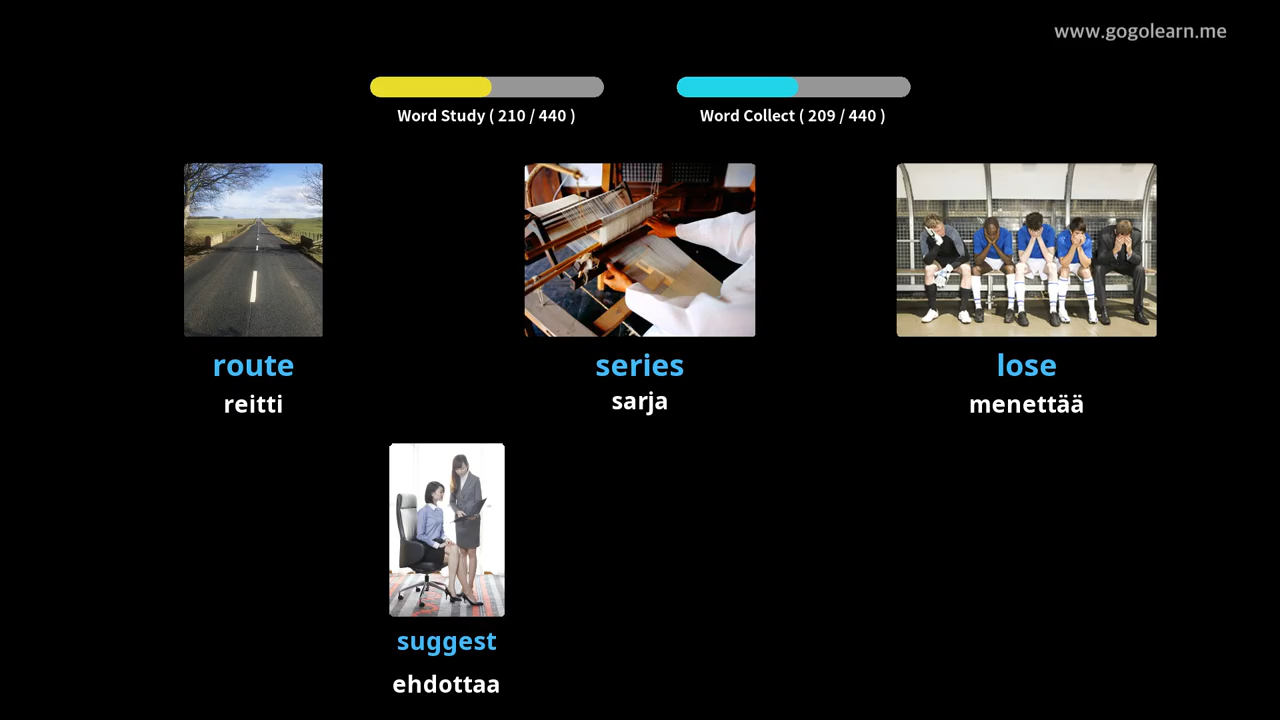 www.gogolearn.me
Word Study ( 210 / 440 )
Word Collect ( 209 / 440 )
route
reitti
series
sarja
lose
menettää
suggest
ehdottaa